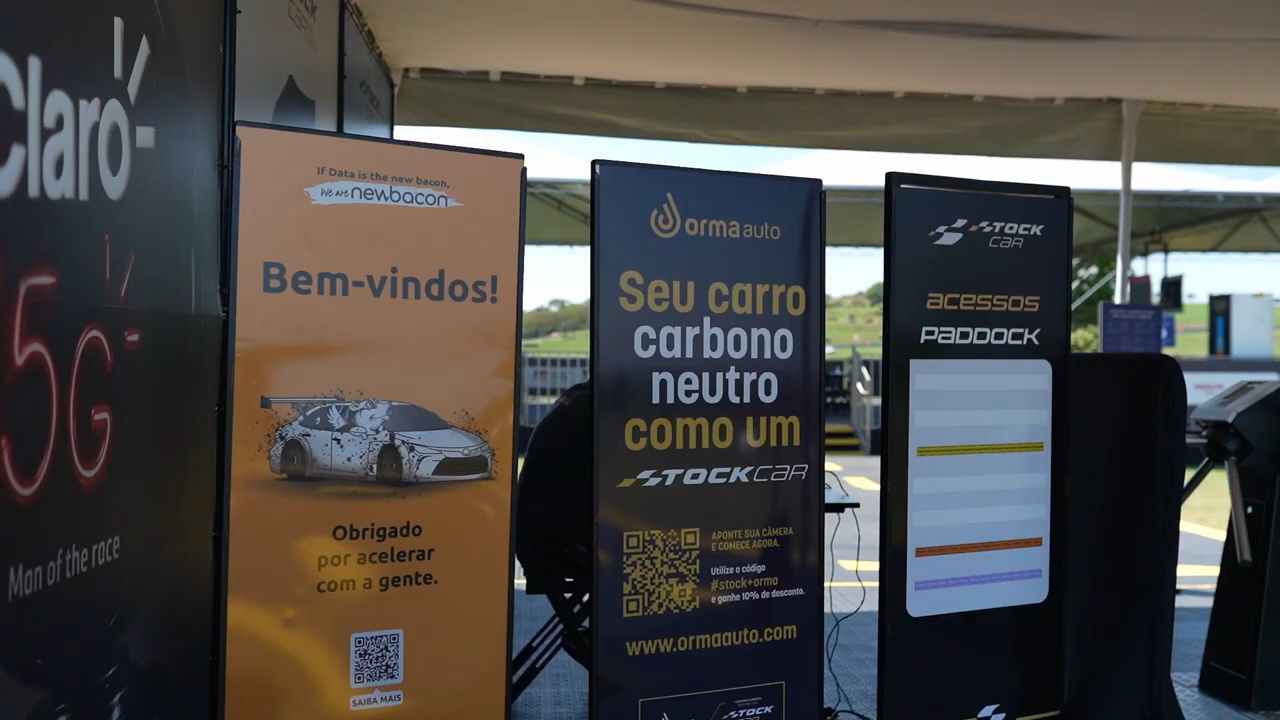 Claro
5G
Man of the race
If Data is the new bacon,
We are newbacon
Bem-vindos!
Obrigado
por acelerar
com a gente.
SAIBA MAIS
ormaauto
Seu carro
carbono
neutro
como um
STOCKCAR
APONTE SUA CÂMERA
E COMECE AGORA.
Utilize o código
#stock+orma
e ganhe 10% de desconto.
www.ormaauto.com
STOCK
STOCK
CAR
acessos
PADDOCK